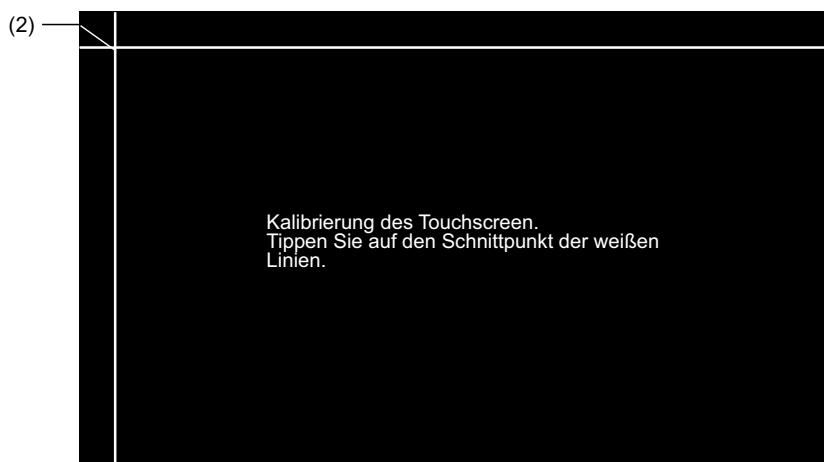 (2)
Kalibrierung des Touchscreen.
Tippen Sie auf den Schnittpunkt der weißen
Linien.